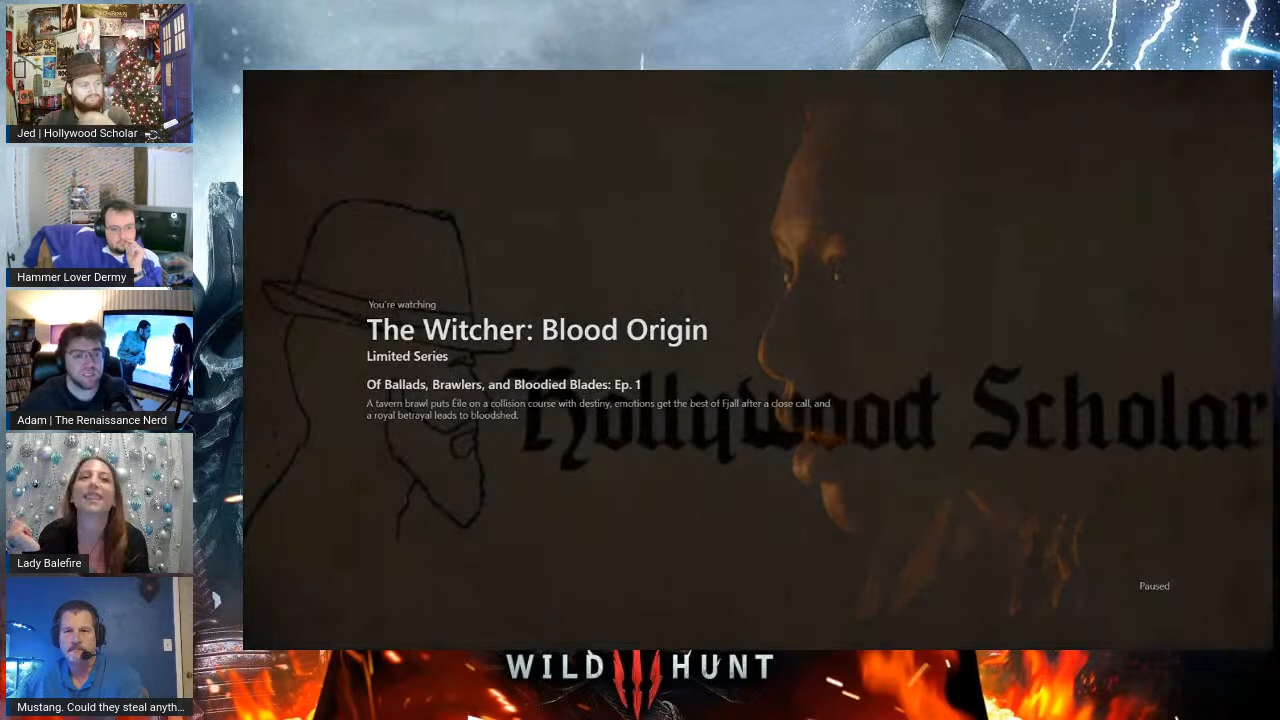 Jed | Hollywood Scholar
Hammer Lover Dermy
Adam | The Renaissance Nerd
Lady Balefire
Mustang. Could they steal anyth...
You're watching
The Witcher: Blood Origin
Limited Series
Of Ballads, Brawlers, and Bloodied Blades: Ep. 1
A tavern brawl puts Éile on a collision course with destiny, emotions get the best of Fjall after a close call, and
a royal betrayal leads to bloodshed.
Hollywood Scholar
Paused
WILD HUNT